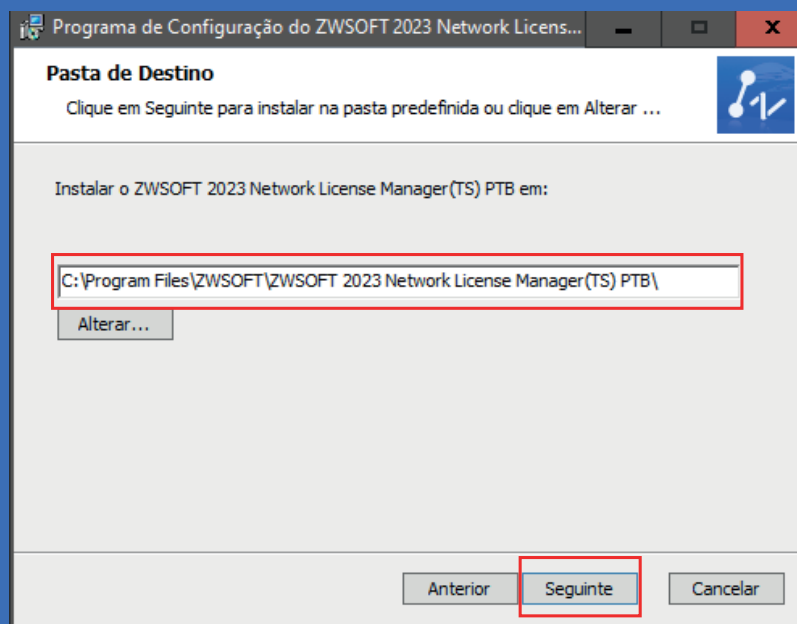 Programa de Configuração do ZWSOFT 2023 Network Licens...
Pasta de Destino
Clique em Seguinte para instalar na pasta predefinida ou clique em Alterar ...
Instalar o ZWSOFT 2023 Network License Manager(TS) PTB em:
C:\Program Files\ZWSOFT\ZWSOFT 2023 Network License Manager(TS) PTB\
Alterar...
Anterior Seguinte Cancelar